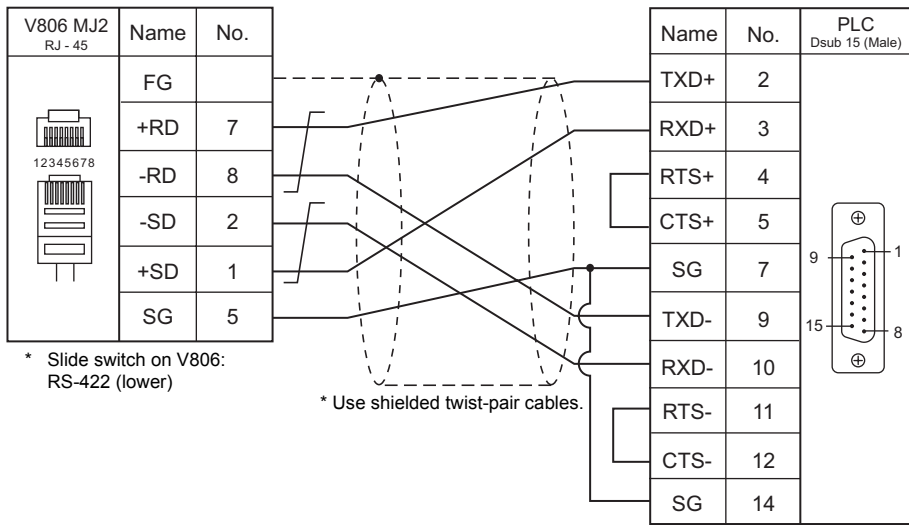 V806 MJ2
RJ - 45
Name No.
FG
+RD 7
-RD 8
-SD 2
+SD 1
SG 5
12345678
* Slide switch on V806:
RS-422 (lower)
* Use shielded twist-pair cables.
Name No.
PLC
Dsub 15 (Male)
TXD+ 2
RXD+ 3
RTS+ 4
CTS+ 5
SG 7
TXD- 9
RXD- 10
RTS- 11
CTS- 12
SG 14
9 1
15 8